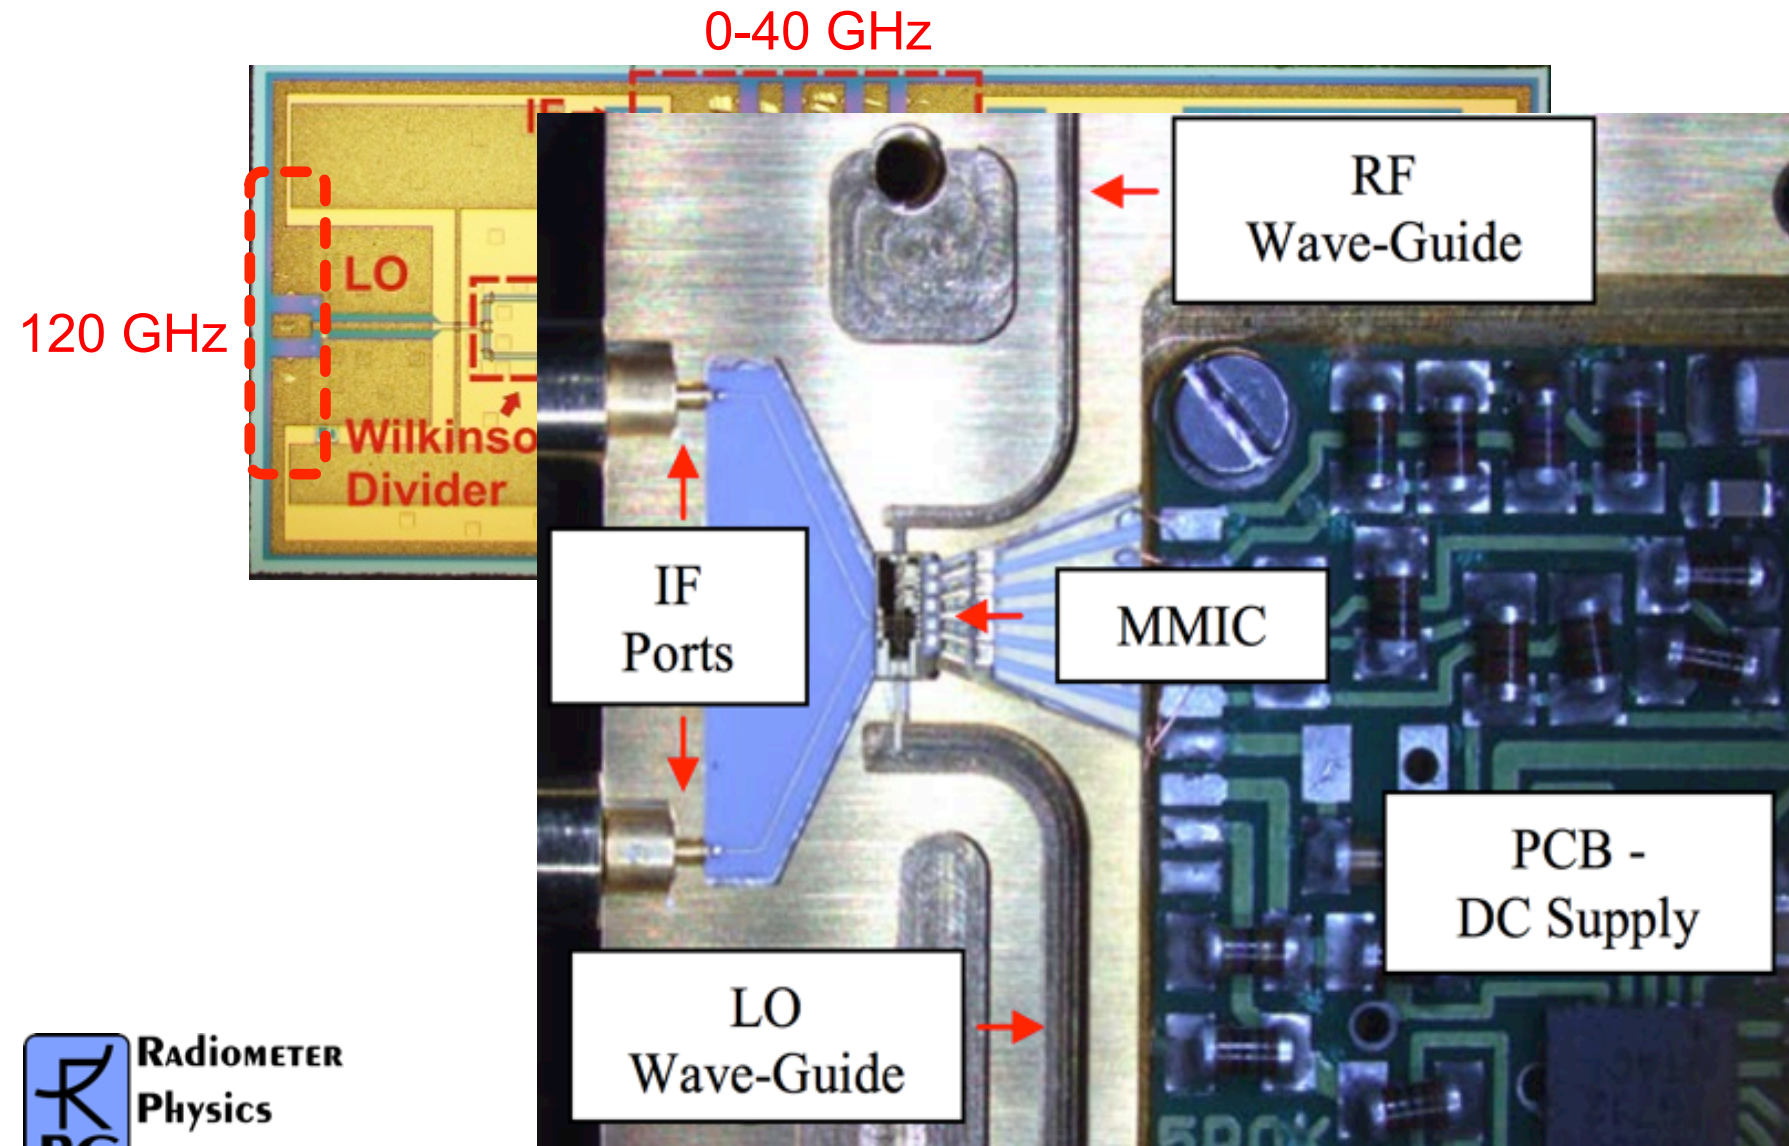 0-40 GHz
IF
RF
Wave-Guide
LO
120 GHz
Wilkinso
Divider
IF
Ports
MMIC
PCB -
DC Supply
LO
Wave-Guide
RADIOMETER
Physics